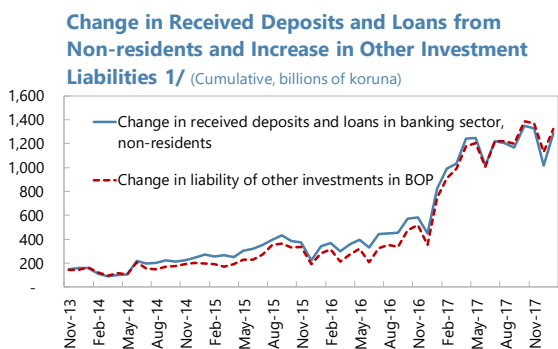 Change in Received Deposits and Loans from
Non-residents and Increase in Other Investment
Liabilities 1/ (Cumulative, billions of koruna)
1,600
1,400
1,200
1,000
800
600
400
200
-
Change in received deposits and loans in banking sector,
non-residents
Change in liability of other investments in BOP
Nov-13
Feb-14
May-14
Aug-14
Nov-14
Feb-15
May-15
Aug-15
Nov-15
Feb-16
May-16
Aug-16
Nov-16
Feb-17
May-17
Aug-17
Nov-17